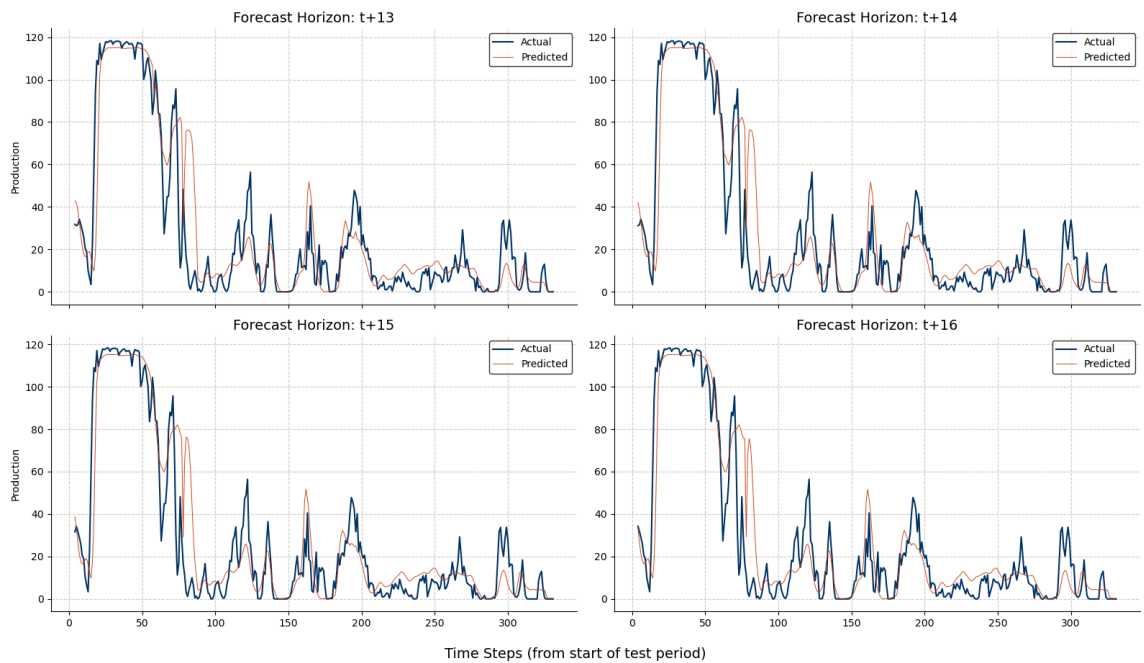 Forecast Horizon: t+13
Forecast Horizon: t+14
120
100
80
60
40
20
0
Production
Actual
Predicted
120
100
80
60
40
20
0
Actual
Predicted
Forecast Horizon: t+15
Forecast Horizon: t+16
120
100
80
60
40
20
0
Production
Actual
Predicted
0 50 100 150 200 250 300
120
100
80
60
40
20
0
Actual
Predicted
0 50 100 150 200 250 300
Time Steps (from start of test period)